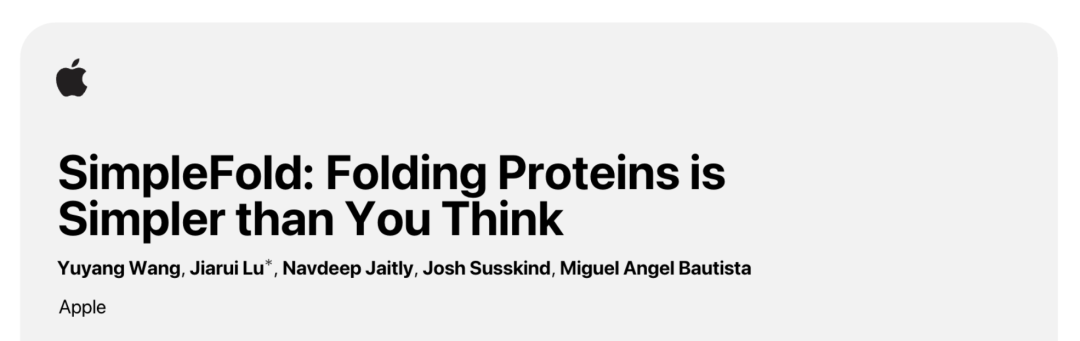 SimpleFold: Folding Proteins is
Simpler than You Think
Yuyang Wang, Jiarui Lu*, Navdeep Jaitly, Josh Susskind, Miguel Angel Bautista
Apple